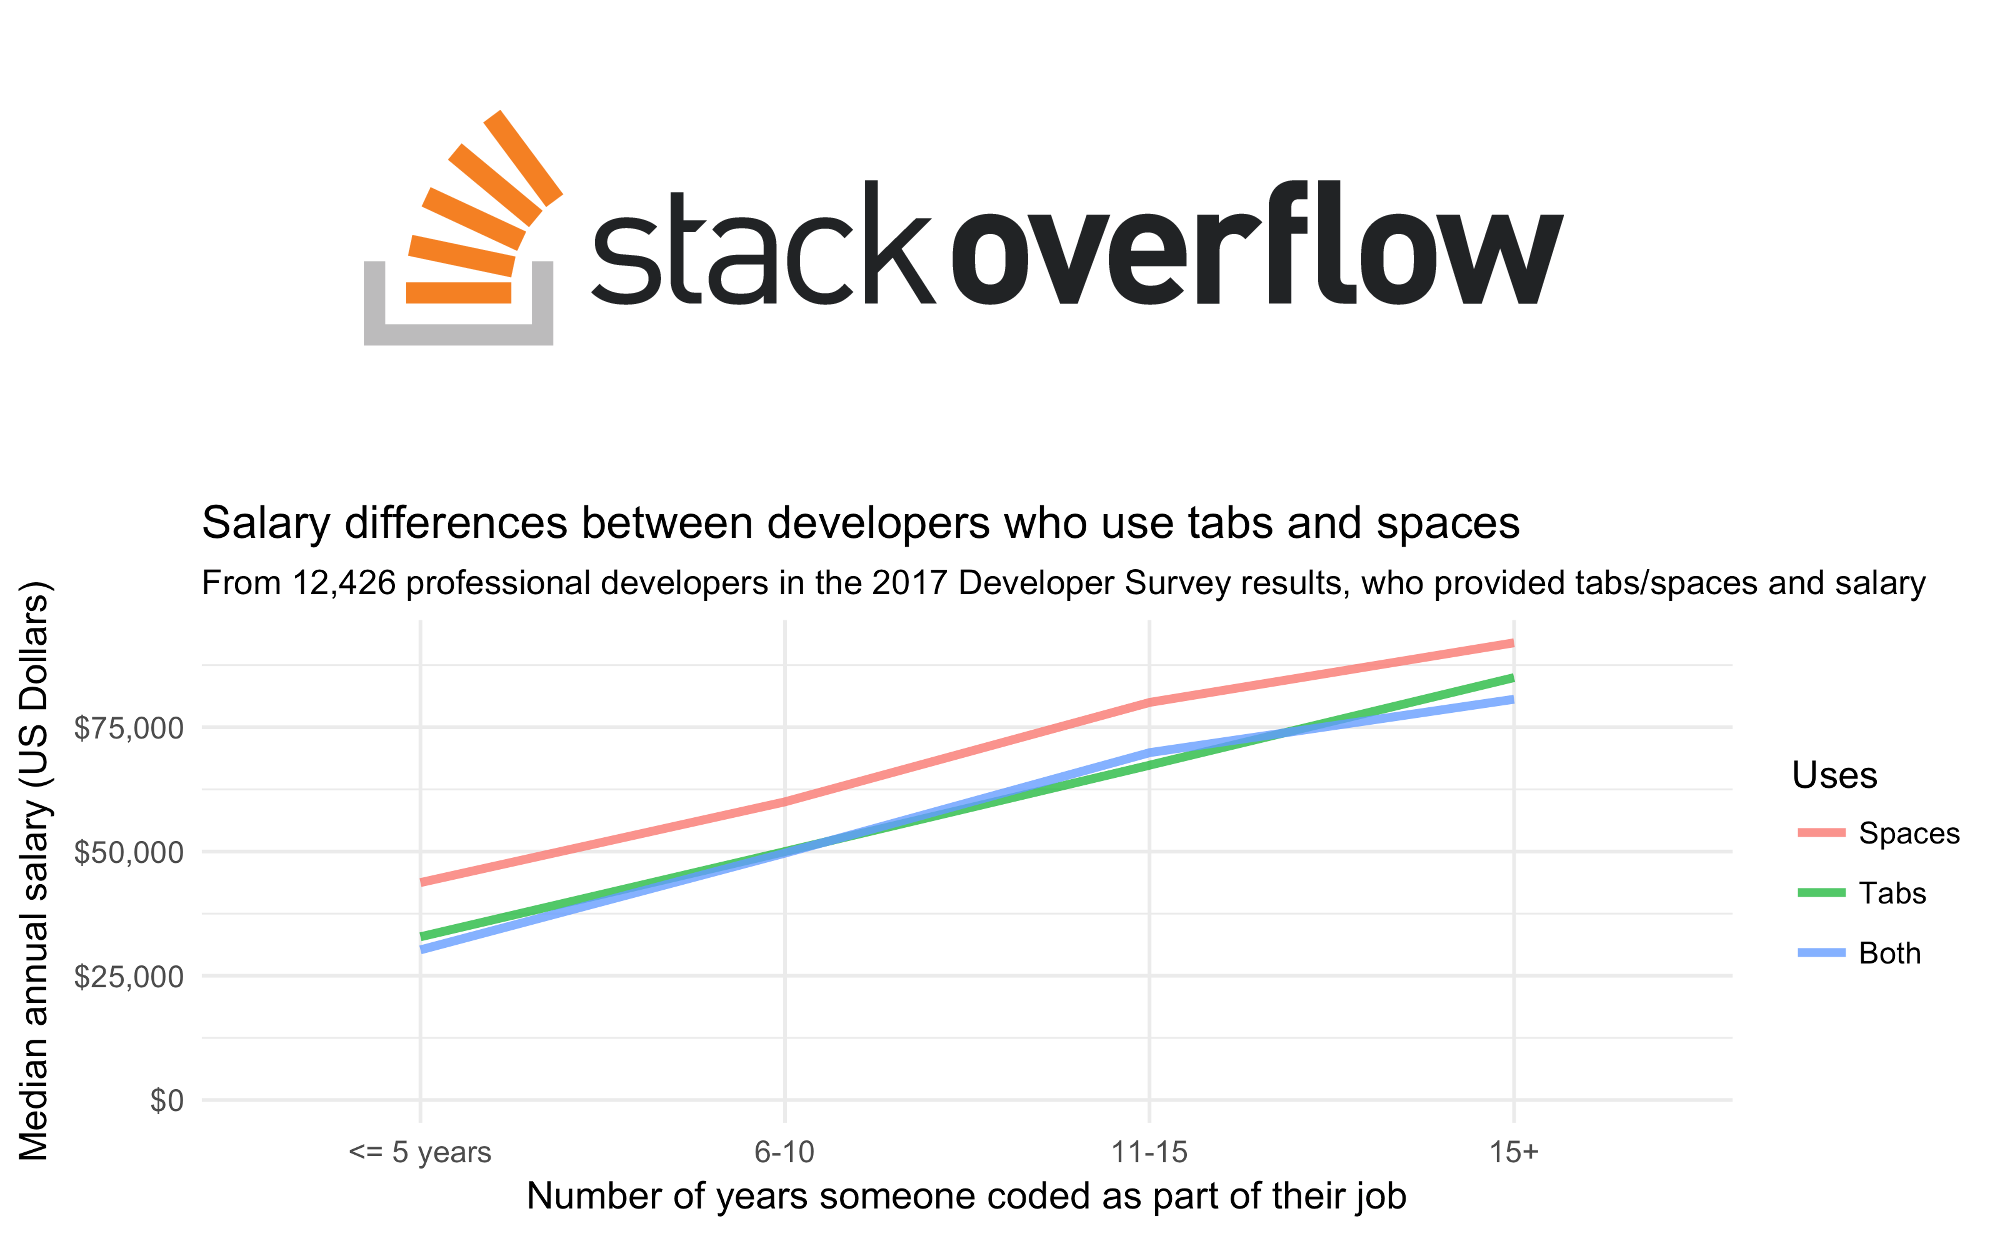 stackoverflow
Salary differences between developers who use tabs and spaces
From 12,426 professional developers in the 2017 Developer Survey results, who provided tabs/spaces and salary
Median annual salary (US Dollars)
$75,000
$50,000
$25,000
$0
<= 5 years
6-10
11-15
15+
Number of years someone coded as part of their job
Uses
Spaces
Tabs
Both